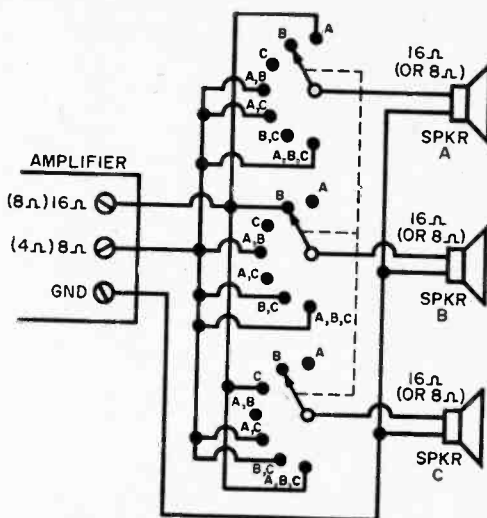 A
B
C
A,B
A,C
B,C
A,B,C
16Ω
(OR 8Ω)
SPKR
A
AMPLIFIER
(8Ω)16Ω
(4Ω)8Ω
GND
A
B
C
A,B
A,C
B,C
A,B,C
16Ω
(OR 8Ω)
SPKR
B
A
B
C
A,B
A,C
B,C
A,B,C
16Ω
(OR 8Ω)
SPKR
C